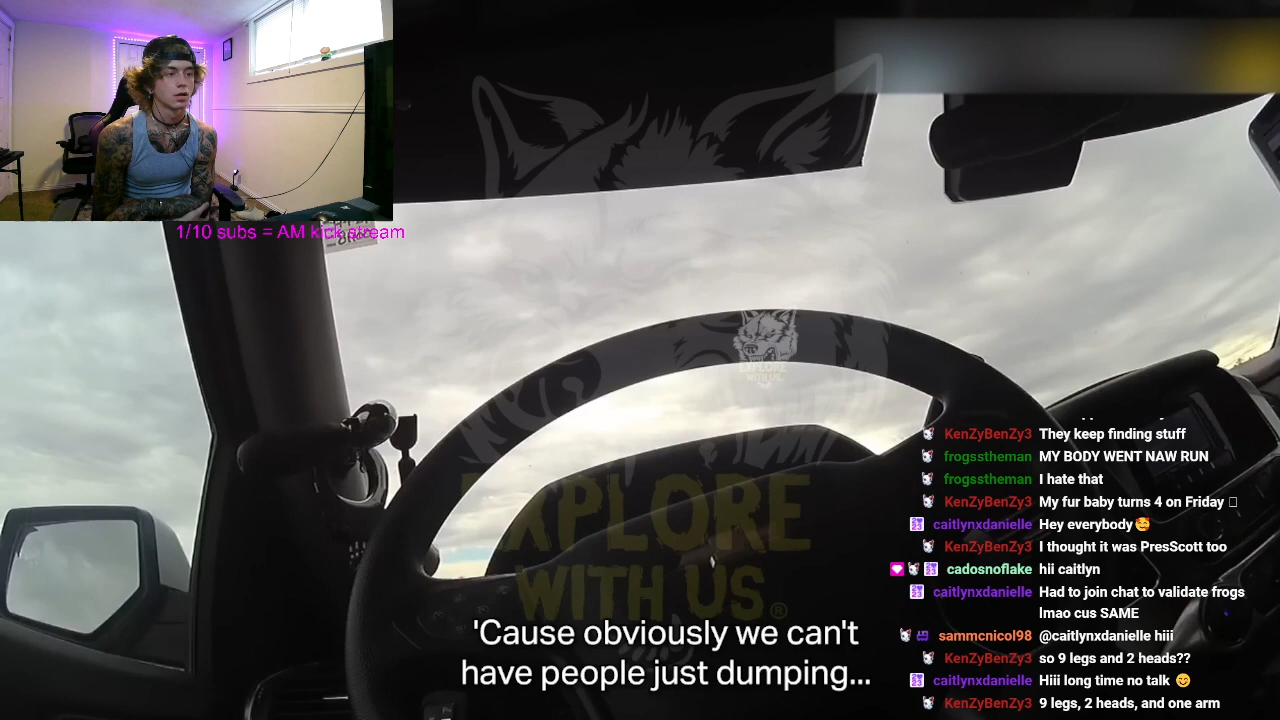 1/10 subs = AM kick stream
EXPLORE
WITH US
EXPLORE
WITH US®
'Cause obviously we can't
have people just dumping...
KenZyBenZy3 They keep finding stuff
frogsstheman MY BODY WENT NAW RUN
frogsstheman I hate that
KenZyBenZy3 My fur baby turns 4 on Friday
caitlynxdanielle Hey everybody🥰
KenZyBenZy3 I thought it was PresScott too
cadosnoflake hii caitlyn
caitlynxdanielle Had to join chat to validate frogs
lmao cus SAME
sammcnicol98 @caitlynxdanielle hiii
KenZyBenZy3 so 9 legs and 2 heads??
caitlynxdanielle Hiii long time no talk 😊
KenZyBenZy3 9 legs, 2 heads, and one arm